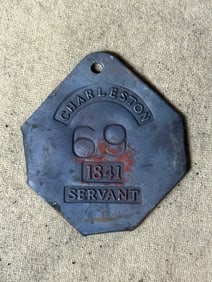 CHARLESTON
69
1841
SERVANT